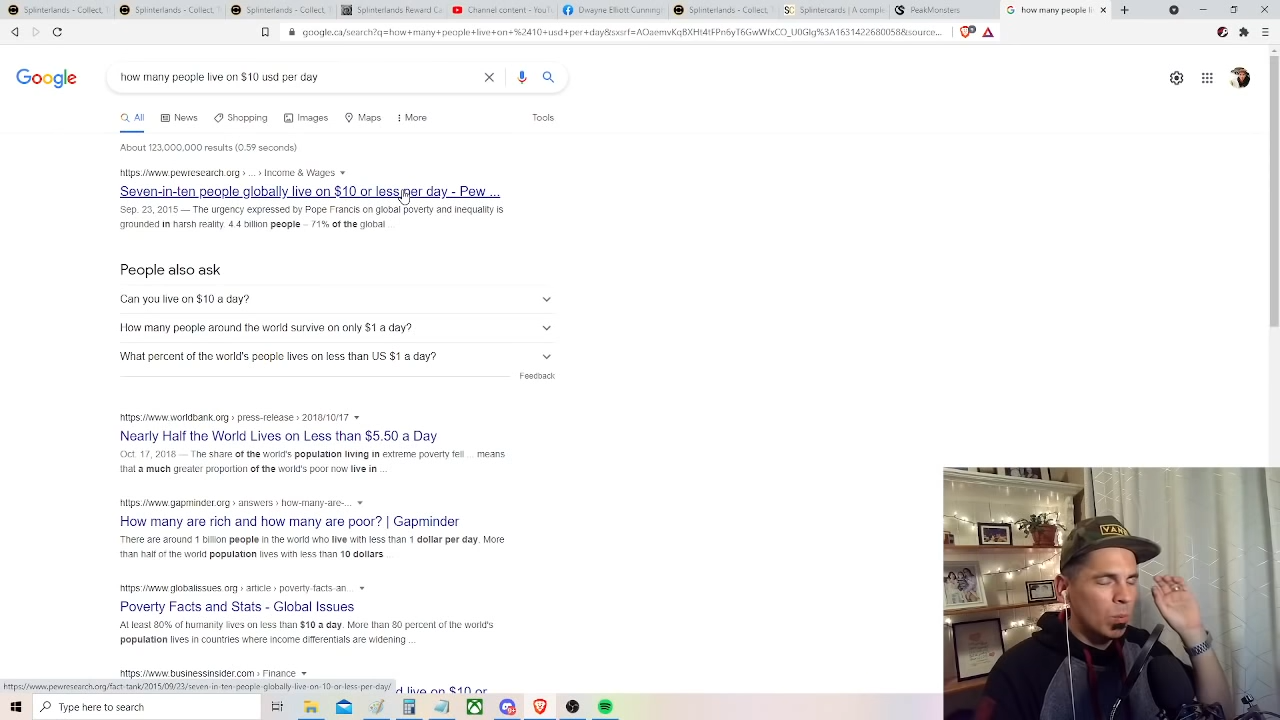 Splinterlands - Collect, T
Splinterlands - Collect, T
Splinterlands - Collect,
Splinterlands Reward Ca
Channel content - YouTu
Dwayne Elliott Cunning
Splinterlands - Collect,
Splintercards | A comple
PeakMonsters
how many people li
google.ca/search?q=how+many+people+live+on+%2410+usd+per+day&sxsrf=
Google
how many people live on $10 usd per day
All
News
Shopping
Images
Maps
More
Tools
About 123,000,000 results (0.59 seconds)
https://www.pewresearch.org › ... › Income & Wages
Seven-in-ten people globally live on $10 or less per day - Pew ...
Sep. 23, 2015 — The urgency expressed by Pope Francis on global poverty and inequality is
grounded in harsh reality. 4.4 billion people – 71% of the global ...
People also ask
Can you live on $10 a day?
How many people around the world survive on only $1 a day?
What percent of the world's people lives on less than US $1 a day?
Feedback
https://www.worldbank.org › press-release › 2018/10/17
Nearly Half the World Lives on Less than $5.50 a Day
Oct. 17, 2018 — The share of the world's population living in extreme poverty fell ... means
that a much greater proportion of the world's poor now live in ...
https://www.gapminder.org › answers › how-many-are-...
How many are rich and how many are poor? | Gapminder
There are around 1 billion people in the world who live with less than 1 dollar per day. More
than half of the world population lives with less than 10 dollars ...
https://www.globalissues.org › article › poverty-facts-an...
Poverty Facts and Stats - Global Issues
At least 80% of humanity lives on less than $10 a day. More than 80 percent of the world's
population lives in countries where income differentials are widening ...
https://www.businessinsider.com › Finance
d live on $10 or
https://www.pewresearch.org/fact-tank/2015/09/23/seven-in-ten-people-globally-live-on-10-or-less-per-day/
Type here to search
VANS